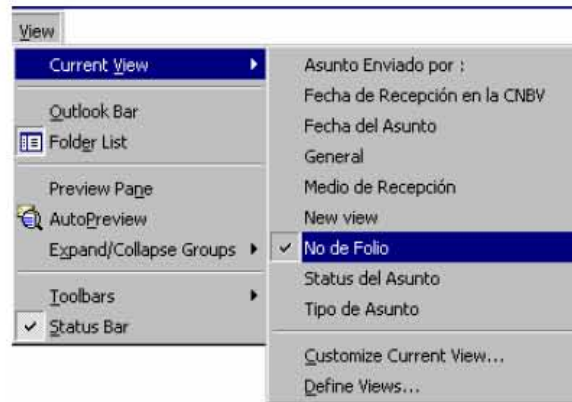 View
Current View
Outlook Bar
Folder List
Preview Pane
AutoPreview
Expand/Collapse Groups
Toolbars
Status Bar
Asunto Enviado por :
Fecha de Recepción en la CNBV
Fecha del Asunto
General
Medio de Recepción
New view
No de Folio
Status del Asunto
Tipo de Asunto
Customize Current View...
Define Views...